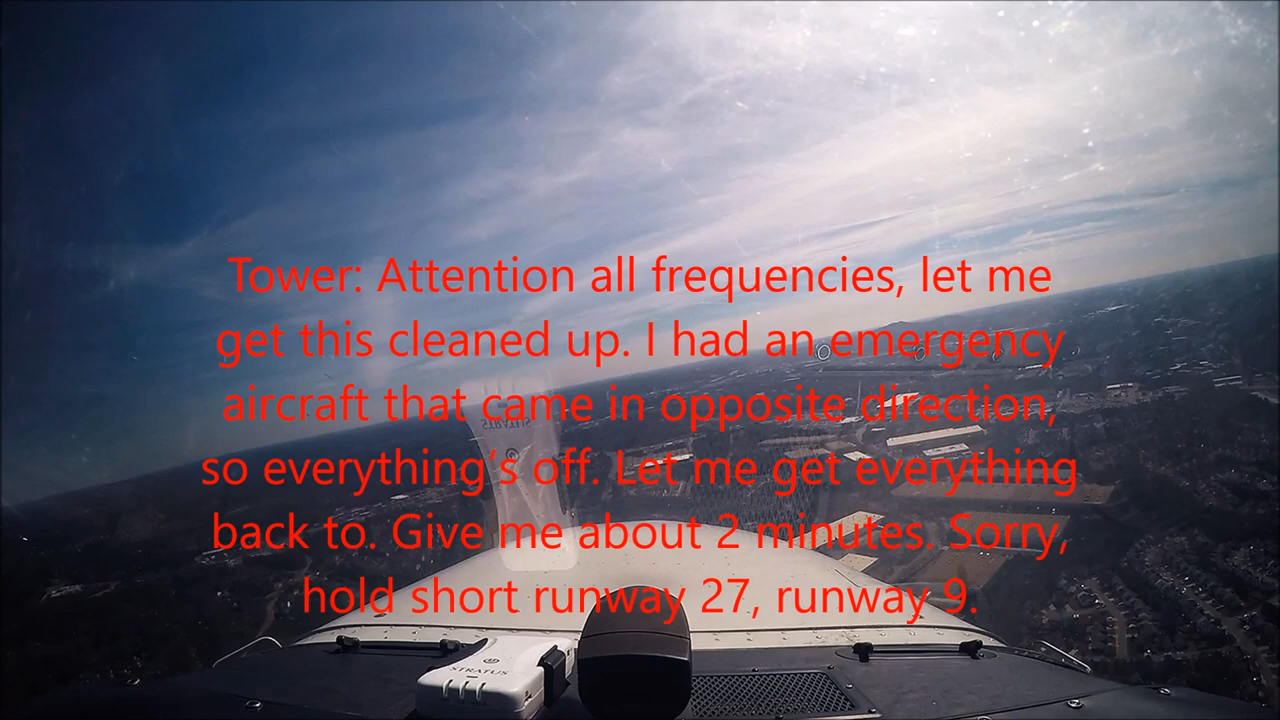 Tower: Attention all frequencies, let me
get this cleaned up. I had an emergency
aircraft that came in opposite direction,
so everything's off. Let me get everything
back to. Give me about 2 minutes. Sorry,
hold short runway 27, runway 9.
STRATUS